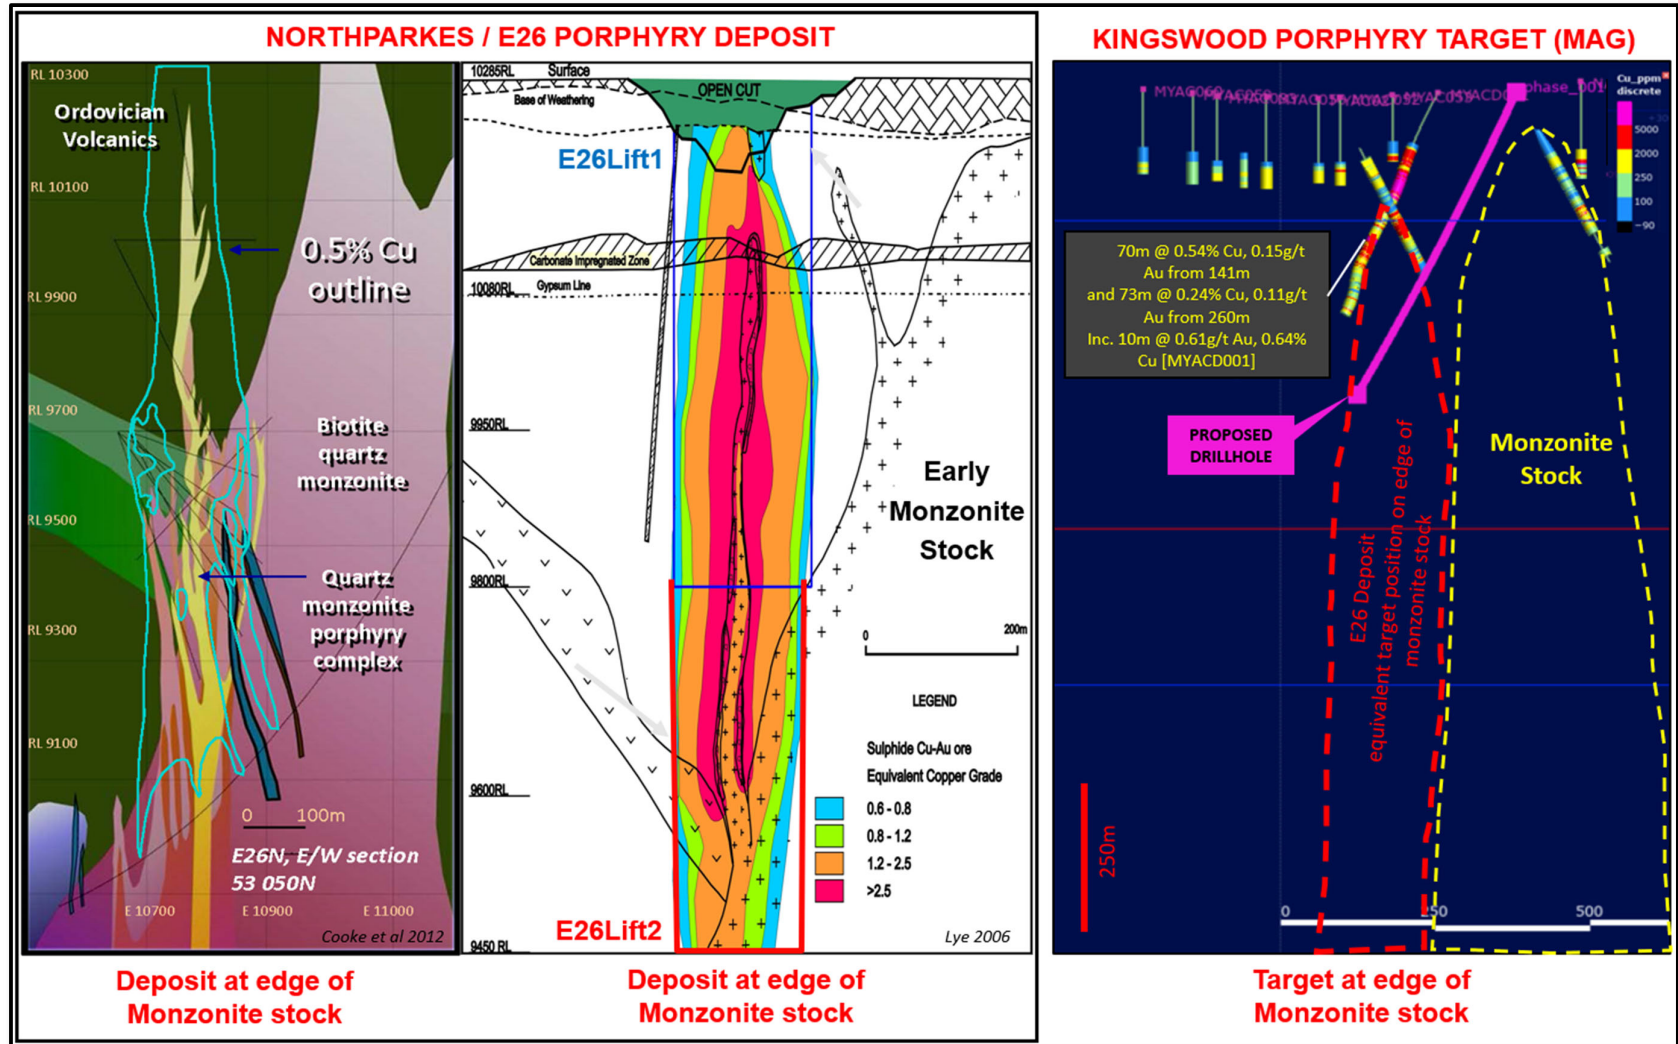 NORTHPARKES / E26 PORPHYRY DEPOSIT
RL 10300
Ordovician
Volcanics
RL 10100
0.5% Cu
outline
RL 9900
RL 9700
Biotite
quartz
monzonite
RL 9500
Quartz
monzonite
porphyry
complex
RL 9300
RL 9100
0 100m
E26N, E/W section
53 050N
E 10700 E 10900 E 11000
Cooke et al 2012
Deposit at edge of
Monzonite stock
10285RL Surface
OPEN CUT
Base of Weathering
E26Lift1
Carbonate Impregnated Zone
10080RL Gypsum Line
9950RL
Early
Monzonite
Stock
9800RL
0 200m
LEGEND
Sulphide Cu-Au ore
Equivalent Copper Grade
0.6 - 0.8
0.8 - 1.2
1.2 - 2.5
>2.5
9600RL
E26Lift2
9450 RL
Lye 2006
Deposit at edge of
Monzonite stock
KINGSWOOD PORPHYRY TARGET (MAG)
Cu_ppm
discrete
5000
2000
250
100
~90
70m @ 0.54% Cu, 0.15g/t
Au from 141m
and 73m @ 0.24% Cu, 0.11g/t
Au from 260m
Inc. 10m @ 0.61g/t Au, 0.64%
Cu [MYACD001]
PROPOSED
DRILLHOLE
Monzonite
Stock
E26 Deposit
equivalent target position on edge of
monzonite stock
250m
0 250 500
Target at edge of
Monzonite stock